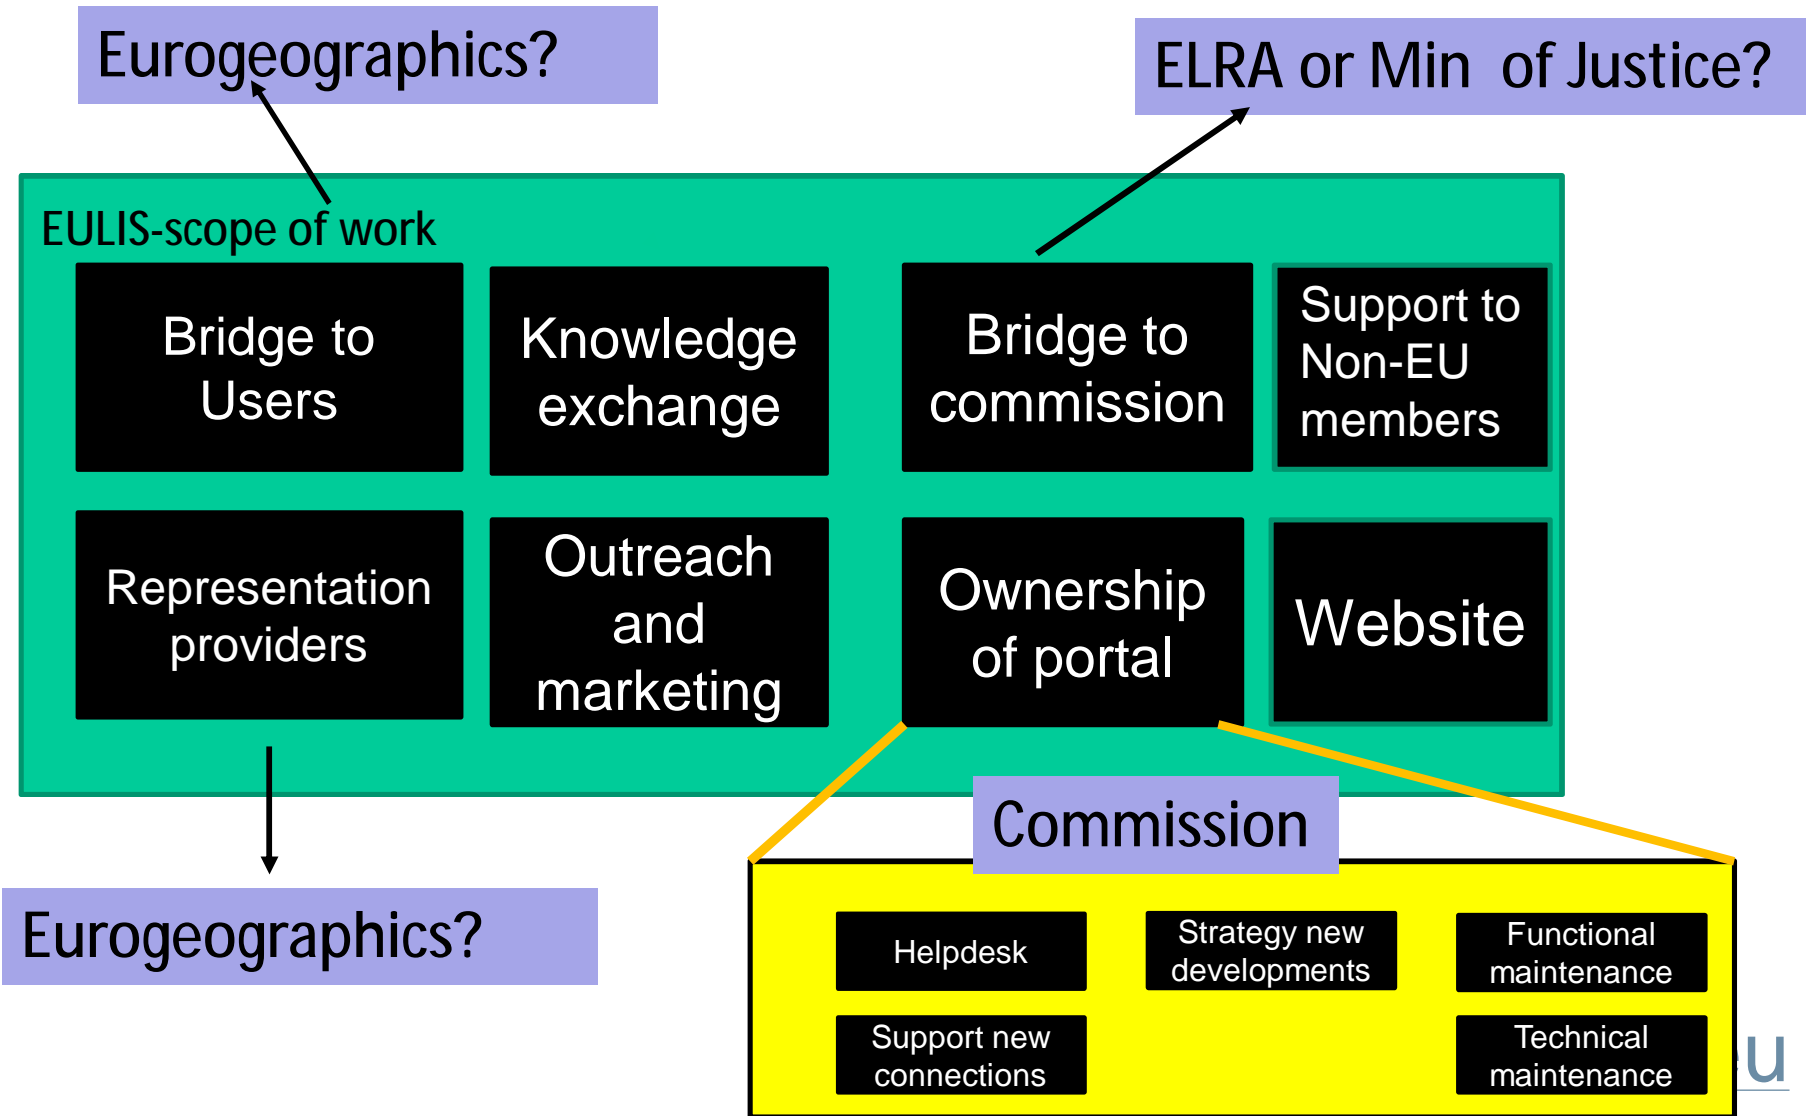 Eurogeographics?
ELRA or Min of Justice?
EULIS-scope of work
Bridge to
Users
Knowledge
exchange
Bridge to
commission
Support to
Non-EU
members
Representation
providers
Outreach
and
marketing
Ownership
of portal
Website
Commission
Eurogeographics?
Helpdesk
Strategy new
developments
Functional
maintenance
Support new
connections
Technical
maintenance